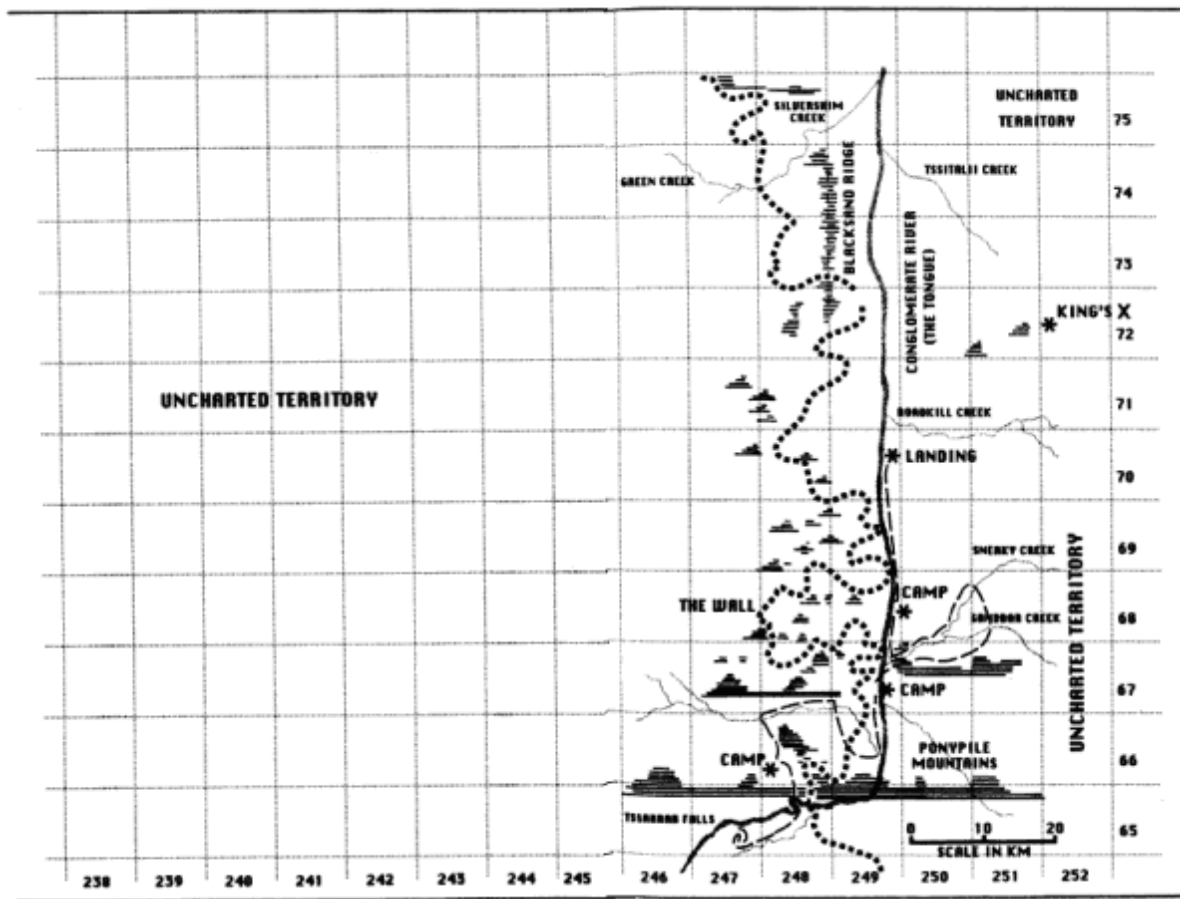 UNCHARTED
TERRITORY
75
SILVERSKIM
CREEK
GREEN CREEK
BLACKSAND RIDGE
TSSITALII CREEK
74
CONGLOMERATE RIVER
(THE TONGUE)
73
KING'S X
72
UNCHARTED TERRITORY
ROADKILL CREEK
71
LANDING
70
SNEAKY CREEK
69
UNCHARTED TERRITORY
THE WALL
CAMP
68
CAMP
67
PONYPILE
MOUNTAINS
CAMP
66
FALLS
0 10 20
SCALE IN KM
65
238 239 240 241 242 243 244 245 246 247 248 249 250 251 252